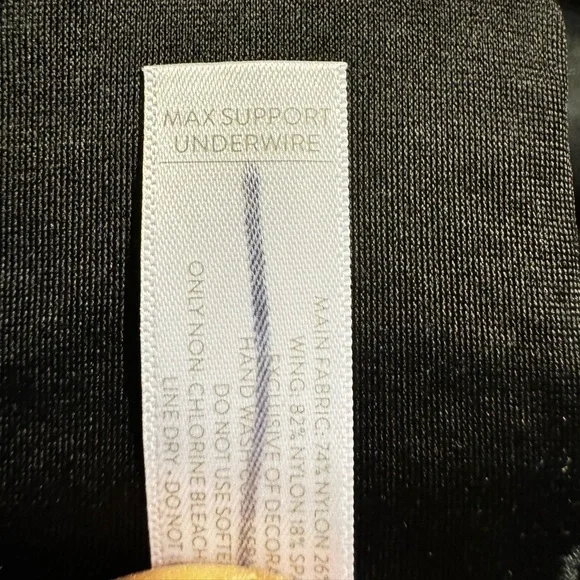 MAX SUPPORT
UNDERWIRE
MAIN FABRIC: 74% NYLON 26
WING 82% NYLON 18% SP
EXCLUSIVE OF DECOR
HAND WASH
DO NOT USE SOFTE
ONLY NON CHLORINE BLEACH
LINE DRY · DO NOT